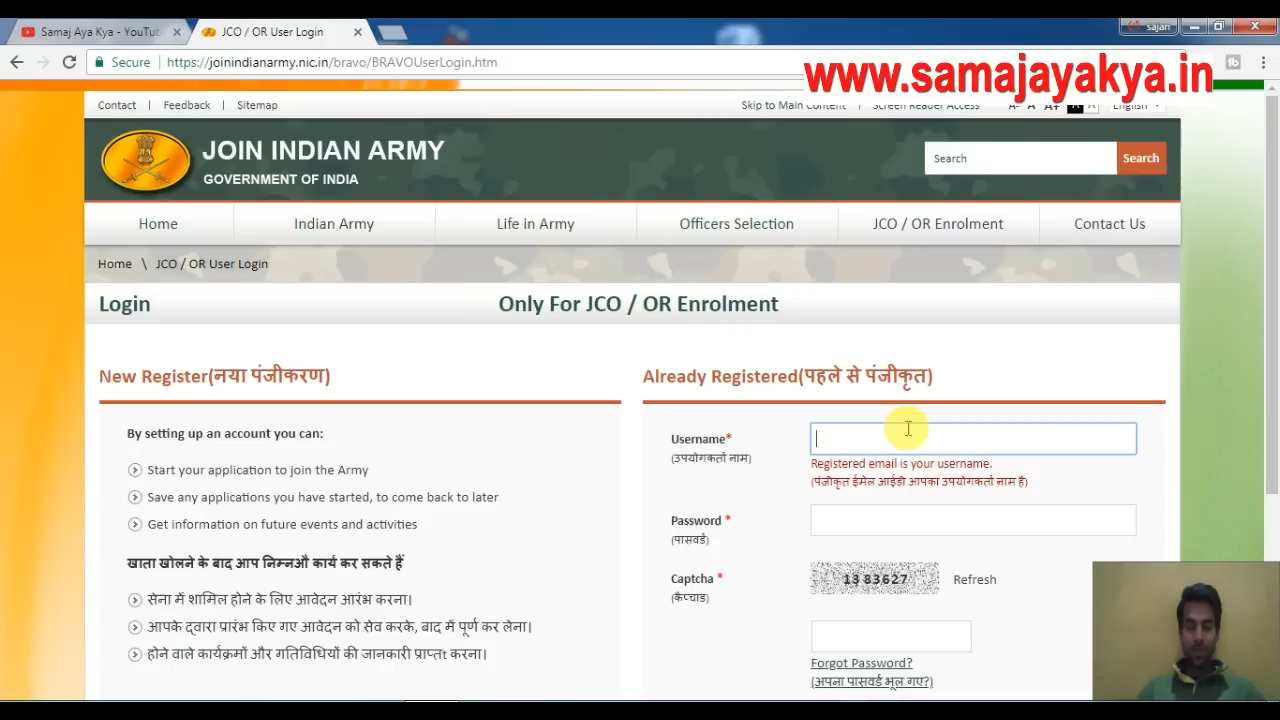 Samaj Aya Kya - YouTub
JCO / OR User Login
sajan
Secure
https://joinindianarmy.nic.in/bravo/BRAVOUserLogin.htm
www.samajayakya.in
Contact | Feedback | Sitemap
Skip to Main Content | Screen Reader Access A- A A+ A A English
JOIN INDIAN ARMY
GOVERNMENT OF INDIA
Search Search
Home Indian Army Life in Army Officers Selection JCO / OR Enrolment Contact Us
Home \ JCO / OR User Login
Login Only For JCO / OR Enrolment
New Register(नया पंजीकरण)
By setting up an account you can:
Start your application to join the Army
Save any applications you have started, to come back to later
Get information on future events and activities
खाता खोलने के बाद आप निम्नऔ कार्य कर सकते हैं
सेना में शामिल होने के लिए आवेदन आरंभ करना।
आपके द्वारा प्रारंभ किए गए आवेदन को सेव करके, बाद में पूर्ण कर लेना।
होने वाले कार्यक्रमों और गतिविधियों की जानकारी प्राप्तt करना।
Already Registered(पहले से पंजीकृत)
Username*
(उपयोगकर्ता नाम)
Registered email is your username.
(पंजीकृत ईमेल आईडी आपका उपयोगकर्ता नाम है)
Password *
(पासवर्ड)
Captcha *
(कैप्चाड)
13 83627
Refresh
Forgot Password?
(अपना पासवर्ड भूल गए?)